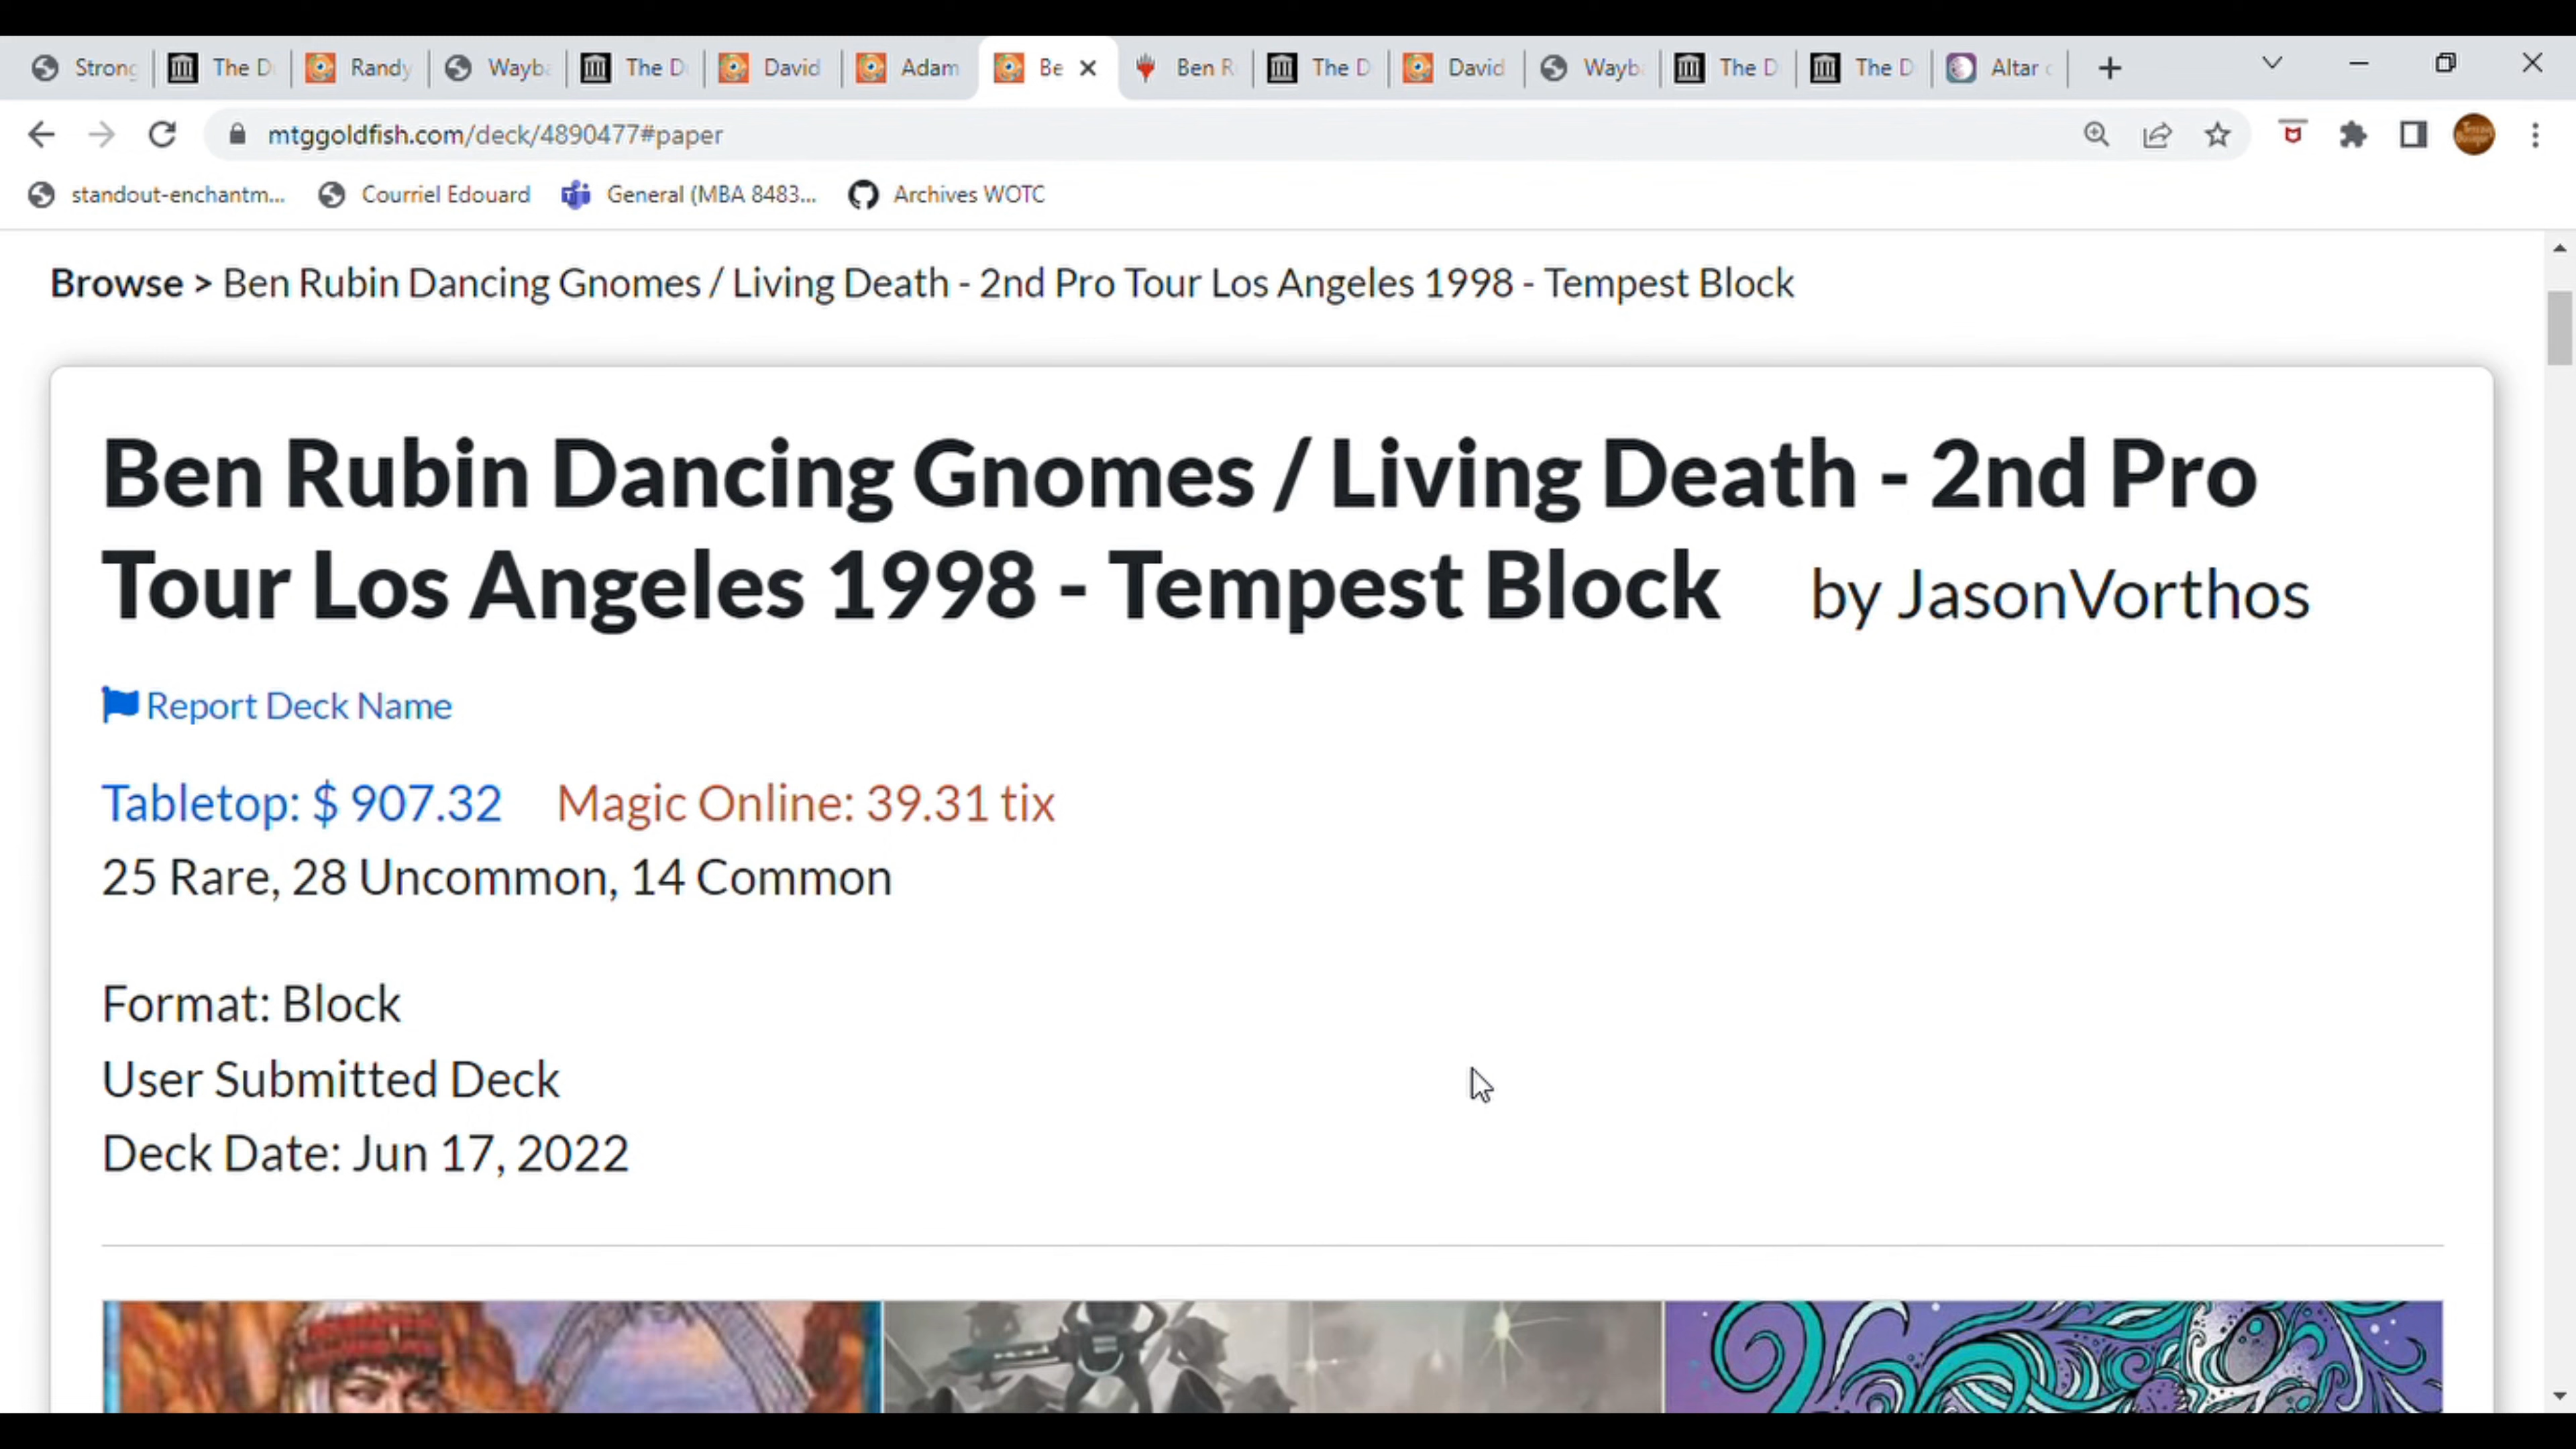 Strong
The D
Randy
Wayb
The D
David
Adam
Be
Ben R
The D
David
Wayb
The D
The D
Altar
mtggoldfish.com/deck/4890477#paper
standout-enchantm...
Courriel Edouard
General (MBA 8483...
Archives WOTC
Browse > Ben Rubin Dancing Gnomes / Living Death - 2nd Pro Tour Los Angeles 1998 - Tempest Block
Ben Rubin Dancing Gnomes / Living Death - 2nd Pro
Tour Los Angeles 1998 - Tempest Block by JasonVorthos
Report Deck Name
Tabletop: $ 907.32 Magic Online: 39.31 tix
25 Rare, 28 Uncommon, 14 Common
Format: Block
User Submitted Deck
Deck Date: Jun 17, 2022